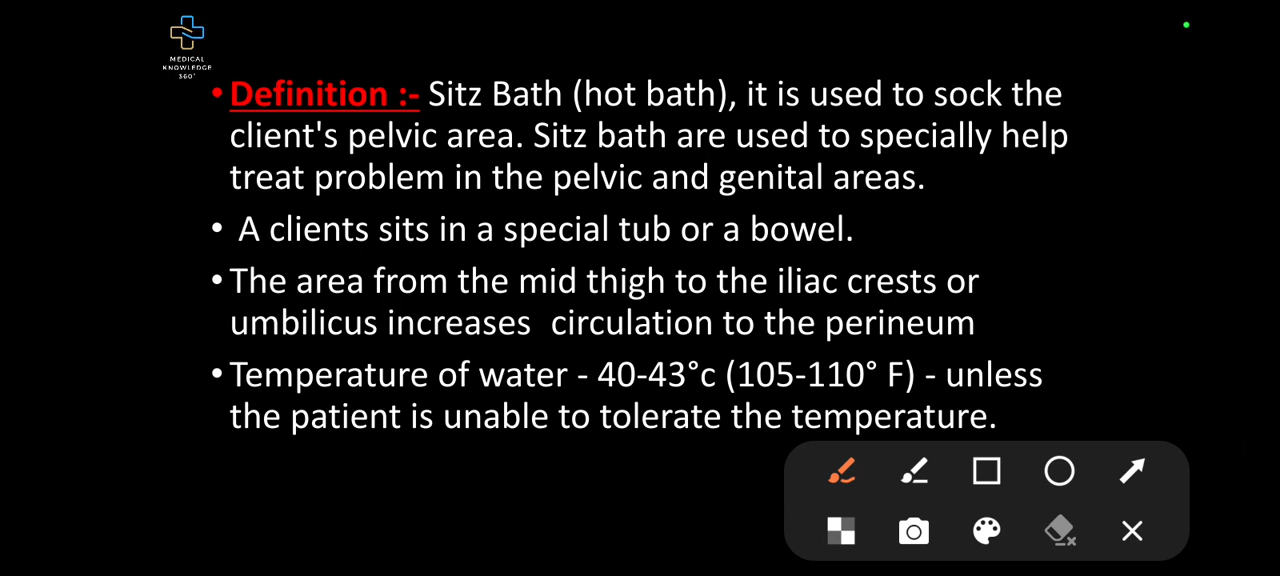 MEDICAL
KNOWLEDGE
360°
• Definition :- Sitz Bath (hot bath), it is used to sock the
client's pelvic area. Sitz bath are used to specially help
treat problem in the pelvic and genital areas.
• A clients sits in a special tub or a bowel.
• The area from the mid thigh to the iliac crests or
umbilicus increases  circulation to the perineum
• Temperature of water - 40-43°c (105-110° F) - unless
the patient is unable to tolerate the temperature.